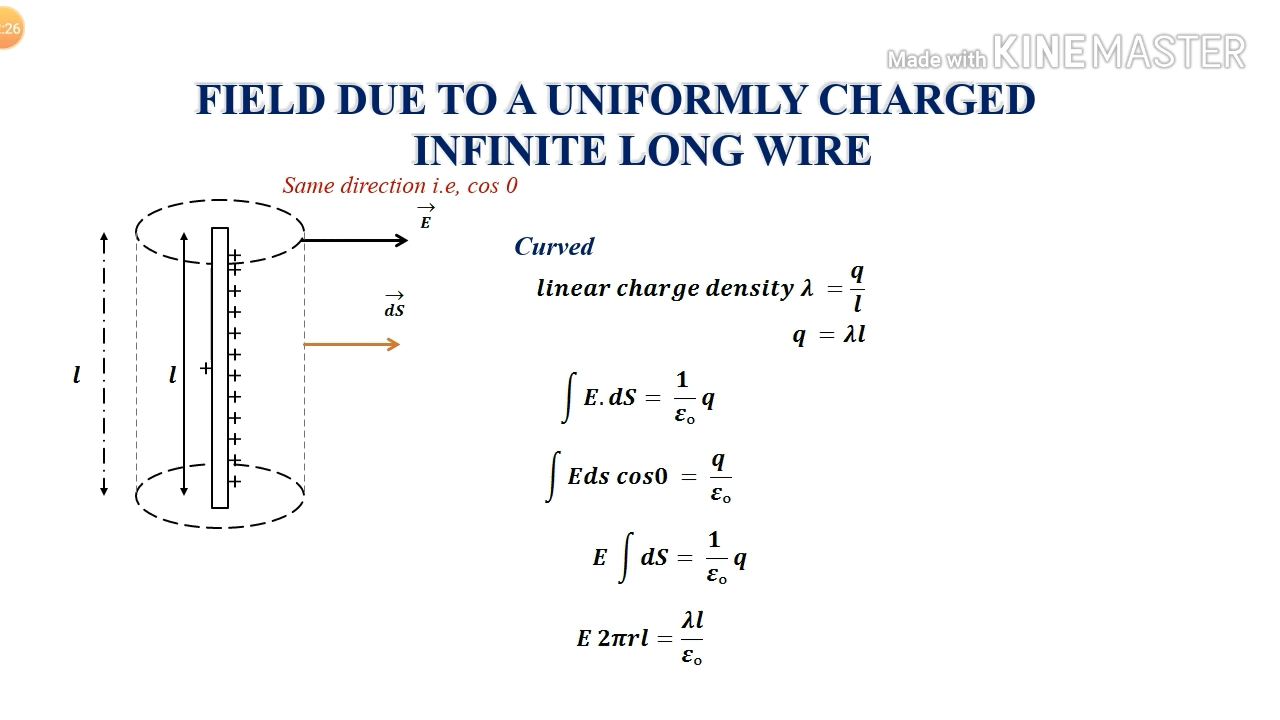 :26
Made with KINEMASTER
FIELD DUE TO A UNIFORMLY CHARGED
INFINITE LONG WIRE
Same direction i.e, cos 0
→
E
Curved
linear charge density λ = q/l
q = λl
→
dS
l
l
∫ E. dS = 1/ε₀ q
∫ Eds cos0 = q/ε₀
E ∫ dS = 1/ε₀ q
E 2πrl = λl/ε₀